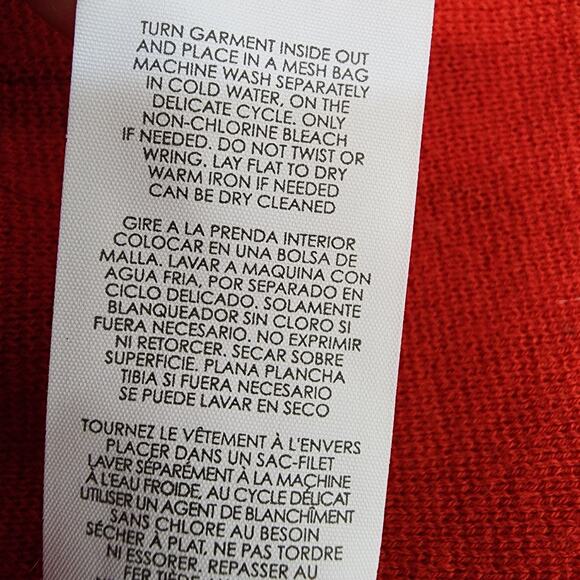 TURN GARMENT INSIDE OUT
AND PLACE IN A MESH BAG
MACHINE WASH SEPARATELY
IN COLD WATER, ON THE
DELICATE CYCLE. ONLY
NON-CHLORINE BLEACH
IF NEEDED. DO NOT TWIST OR
WRING. LAY FLAT TO DRY
WARM IRON IF NEEDED
CAN BE DRY CLEANED
GIRE A LA PRENDA INTERIOR
COLOCAR EN UNA BOLSA DE
MALLA. LAVAR A MAQUINA CON
AGUA FRIA, POR SEPARADO EN
CICLO DELICADO. SOLAMENTE
BLANQUEADOR SIN CLORO SI
FUERA NECESARIO. NO EXPRIMIR
NI RETORCER. SECAR SOBRE
SUPERFICIE. PLANA PLANCHA
TIBIA SI FUERA NECESARIO
SE PUEDE LAVAR EN SECO
TOURNEZ LE VÊTEMENT À L'ENVERS
PLACER DANS UN SAC-FILET
LAVER SÉPARÉMENT À LA MACHINE
À L'EAU FROIDE, AU CYCLE DÉLICAT
UTILISER UN AGENT DE BLANCHÎMENT
SANS CHLORE AU BESOIN
SÉCHER À PLAT, NE PAS TORDRE
NI ESSORER. REPASSER AU
FER TIÈDE